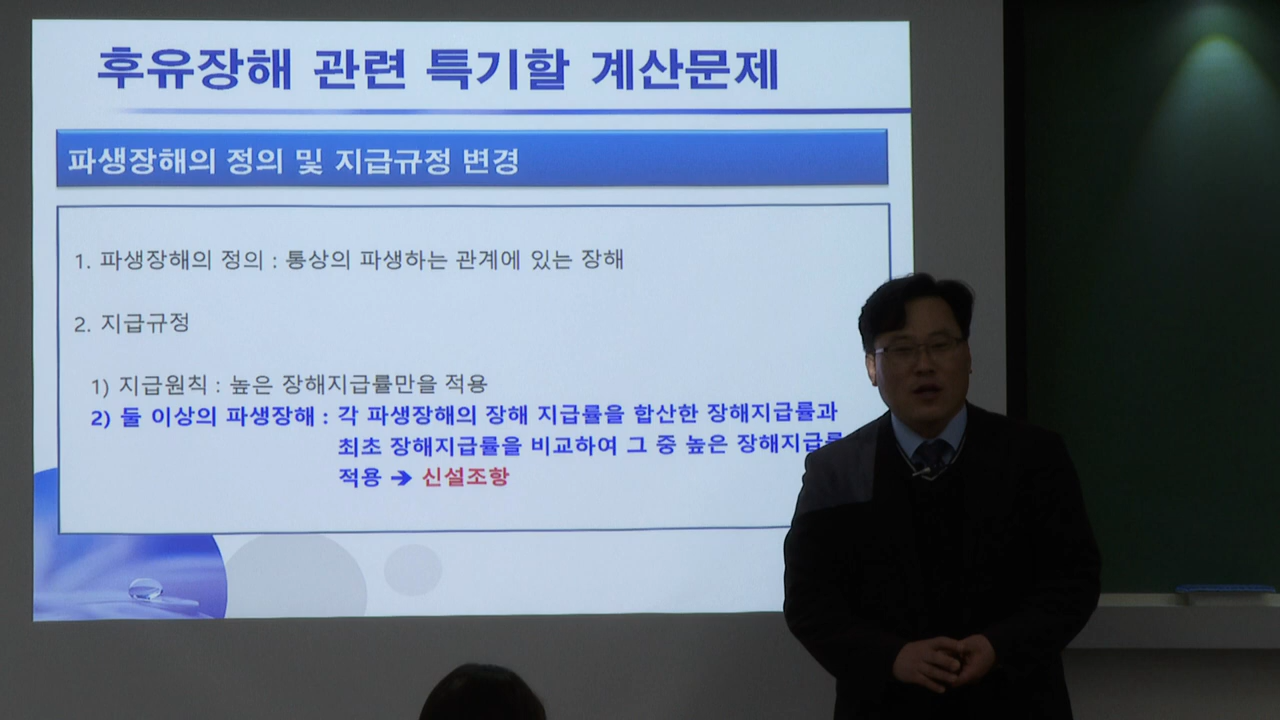 후유장해 관련 특기할 계산문제
파생장해의 정의 및 지급규정 변경
1. 파생장해의 정의 : 통상의 파생하는 관계에 있는 장해
2. 지급규정
1) 지급원칙 : 높은 장해지급률만을 적용
2) 둘 이상의 파생장해 : 각 파생장해의 장해 지급률을 합산한 장해지급률과
최초 장해지급률을 비교하여 그 중 높은 장해지급률
적용 ➔ 신설조항